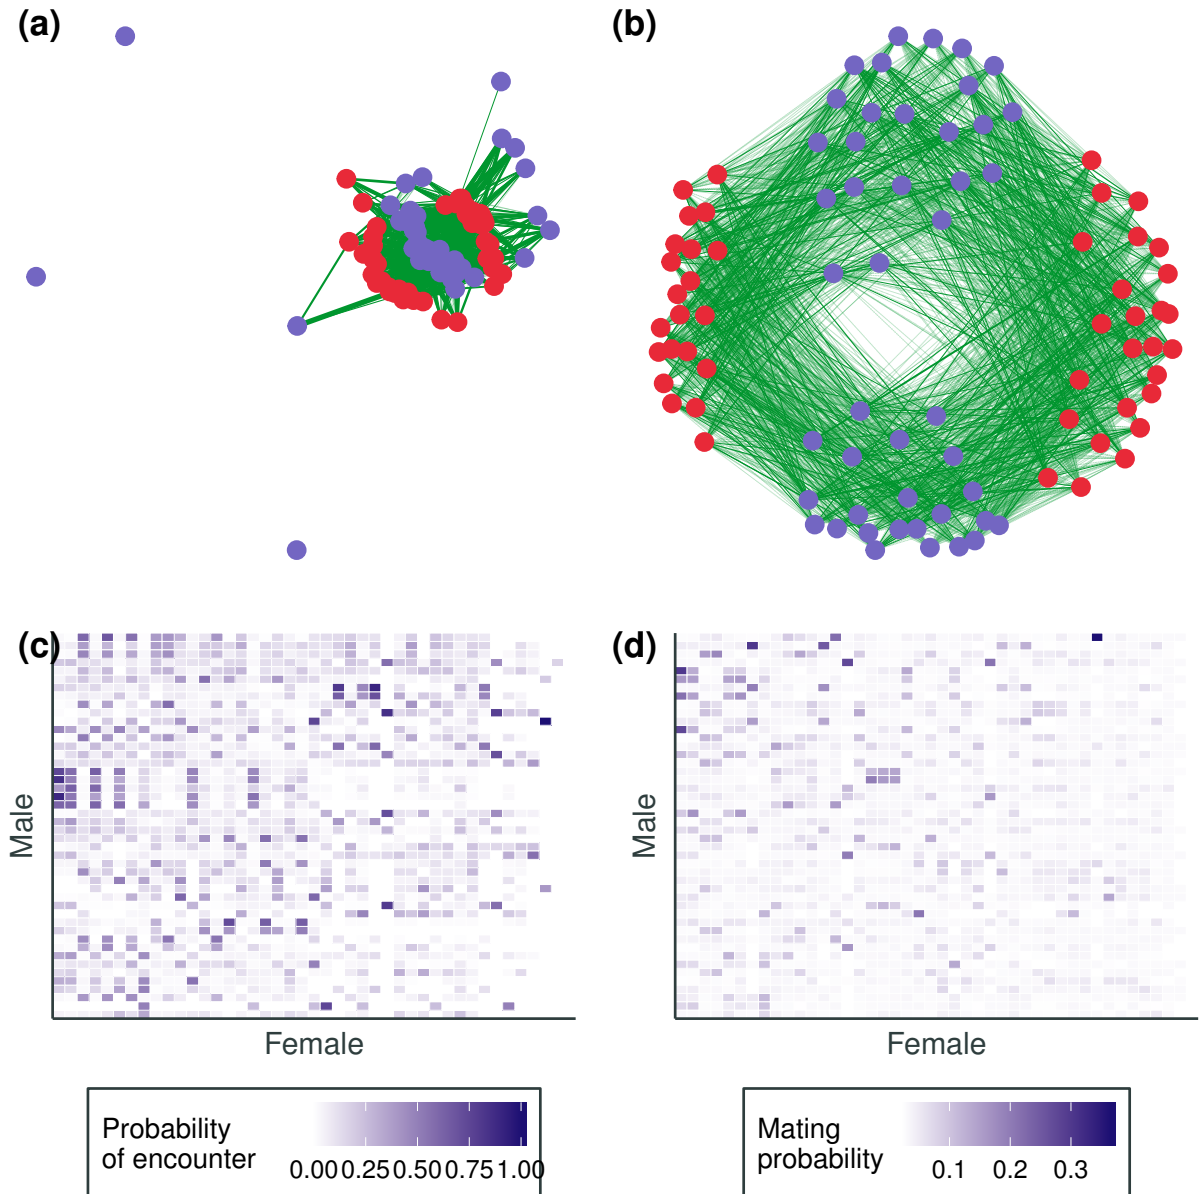 (a)
(b)
(c)
(d)
Male
Female
Male
Female
Probability
of encounter
0.00 0.25 0.50 0.75 1.00
Mating
probability
0.1 0.2 0.3